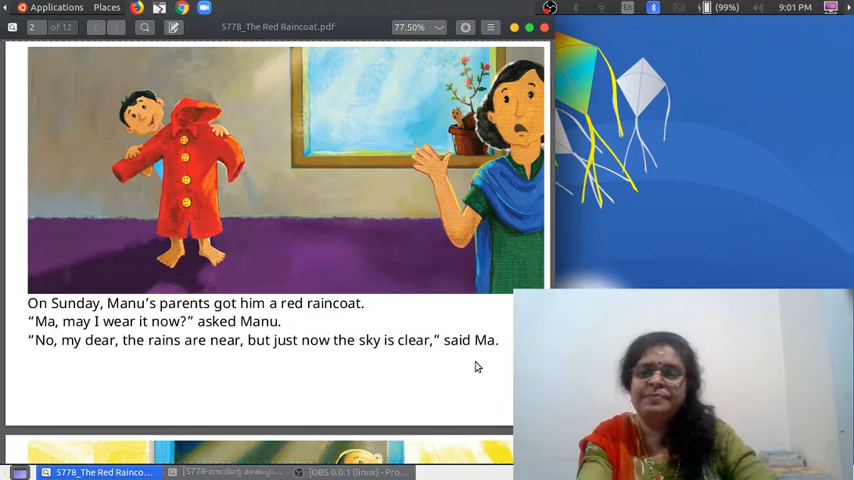 Applications Places En (99%) 9:01 PM
2 of 12 5778_The Red Raincoat.pdf 77.50%
On Sunday, Manu’s parents got him a red raincoat.
“Ma, may I wear it now?” asked Manu.
“No, my dear, the rains are near, but just now the sky is clear,” said Ma.
5778_The Red Rainco... [OBS 0.0.1 (linux) - Pro...